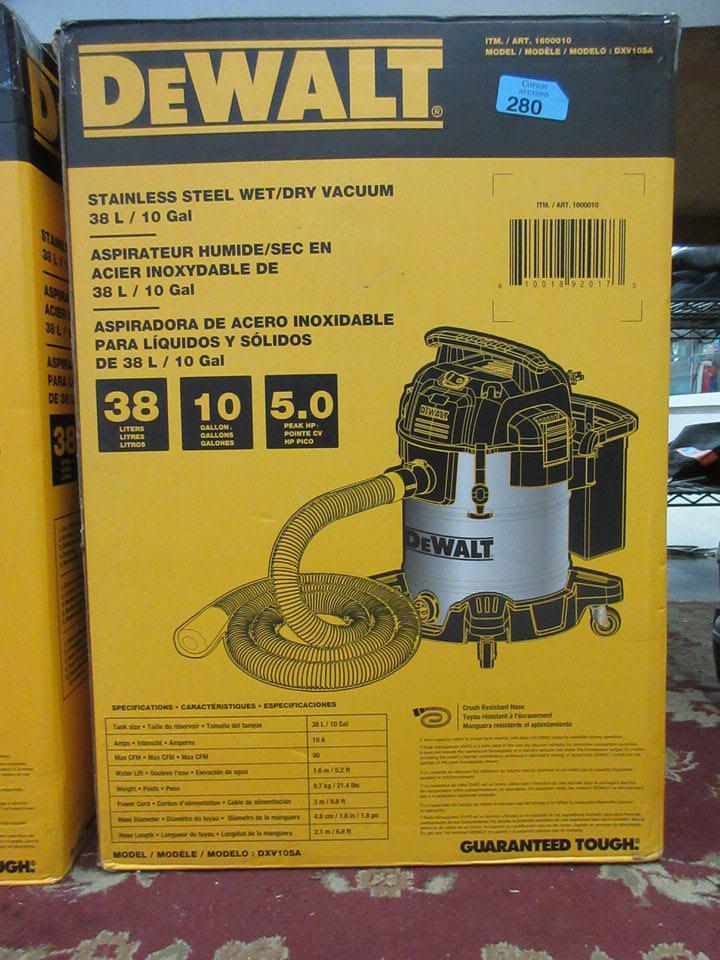 DEWALT®
ITM. / ART. 1600010
MODEL / MODÈLE / MODELO : DXV10SA
COTTON
AUCTIONS
280
STAINLESS STEEL WET/DRY VACUUM
38 L / 10 Gal
ASPIRATEUR HUMIDE/SEC EN
ACIER INOXYDABLE DE
38 L / 10 Gal
ASPIRADORA DE ACERO INOXIDABLE
PARA LÍQUIDOS Y SÓLIDOS
DE 38 L / 10 Gal
ITM. / ART. 1600010
8 10018 92017 3
38
LITERS
LITRES
LITROS
10
GALLON.
GALLONS
GALONES
5.0
PEAK HP
POINTE CV
HP PICO
DEWALT
DEWALT
SPECIFICATIONS • CARACTÉRISTIQUES • ESPECIFICACIONES
Tank size • Taille du réservoir • Tamaño del tanque 38 L / 10 Gal
Amps • Intensité • Amperes 10 A
Max CFM • Max CFM • Max CFM 90
Water Lift • Soulève l'eau • Elevación de agua 1.6 m / 5.2 ft
Weight • Poids • Peso 9.7 kg / 21.4 lbs
Power Cord • Cordon d'alimentation • Cable de alimentación 3 m / 9.8 ft
Hose Diameter • Diamètre du tuyau • Diámetro de la manguera 4.8 cm / 1.8 in / 1.8 po
Hose Length • Longueur du tuyau • Longitud de la manguera 2.1 m / 6.8 ft
MODEL / MODÈLE / MODELO : DXV10SA
Crush Resistant Hose
Tuyau résistant à l'écrasement
Manguera resistente al aplastamiento
GUARANTEED TOUGH.®